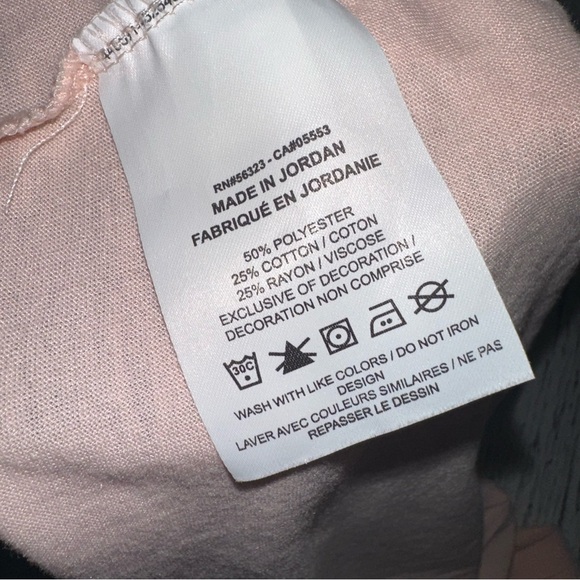 RN#56323 - CA#05553
MADE IN JORDAN
FABRIQUÉ EN JORDANIE
50% POLYESTER
25% COTTON / COTON
25% RAYON / VISCOSE
EXCLUSIVE OF DECORATION /
DECORATION NON COMPRISE
30C
WASH WITH LIKE COLORS / DO NOT IRON
DESIGN
LAVER AVEC COULEURS SIMILAIRES / NE PAS
REPASSER LE DESSIN